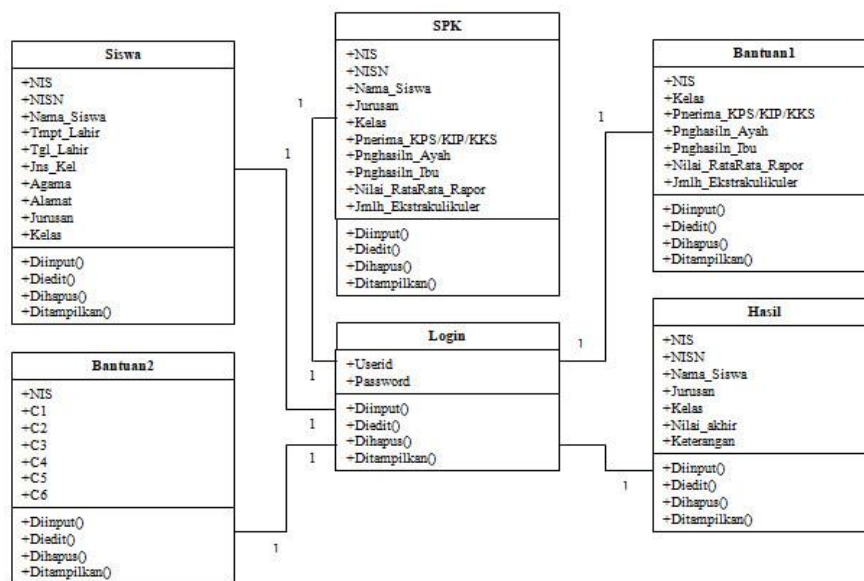 Siswa
+NIS
+NISN
+Nama_Siswa
+Tmpt_Lahir
+Tgl_Lahir
+Jns_Kel
+Agama
+Alamat
+Jurusan
+Kelas
+Diinput()
+Diedit()
+Dihapus()
+Ditampilkan()
SPK
+NIS
+NISN
+Nama_Siswa
+Jurusan
+Kelas
+Pnerima_KPS/KIP/KKS
+Pnghasiln_Ayah
+Pnghasiln_Ibu
+Nilai_RataRata_Rapor
+Jmlh_Ekstrakulikuler
+Diinput()
+Diedit()
+Dihapus()
+Ditampilkan()
Bantuan1
+NIS
+Kelas
+Pnerima_KPS/KIP/KKS
+Pnghasiln_Ayah
+Pnghasiln_Ibu
+Nilai_RataRata_Rapor
+Jmlh_Ekstrakulikuler
+Diinput()
+Diedit()
+Dihapus()
+Ditampilkan()
1
1
1
1
1
1
1
1
1
Bantuan2
+NIS
+C1
+C2
+C3
+C4
+C5
+C6
+Diinput()
+Diedit()
+Dihapus()
+Ditampilkan()
Login
+Userid
+Password
+Diinput()
+Diedit()
+Dihapus()
+Ditampilkan()
Hasil
+NIS
+NISN
+Nama_Siswa
+Jurusan
+Kelas
+Nilai_akhir
+Keterangan
+Diinput()
+Diedit()
+Dihapus()
+Ditampilkan()